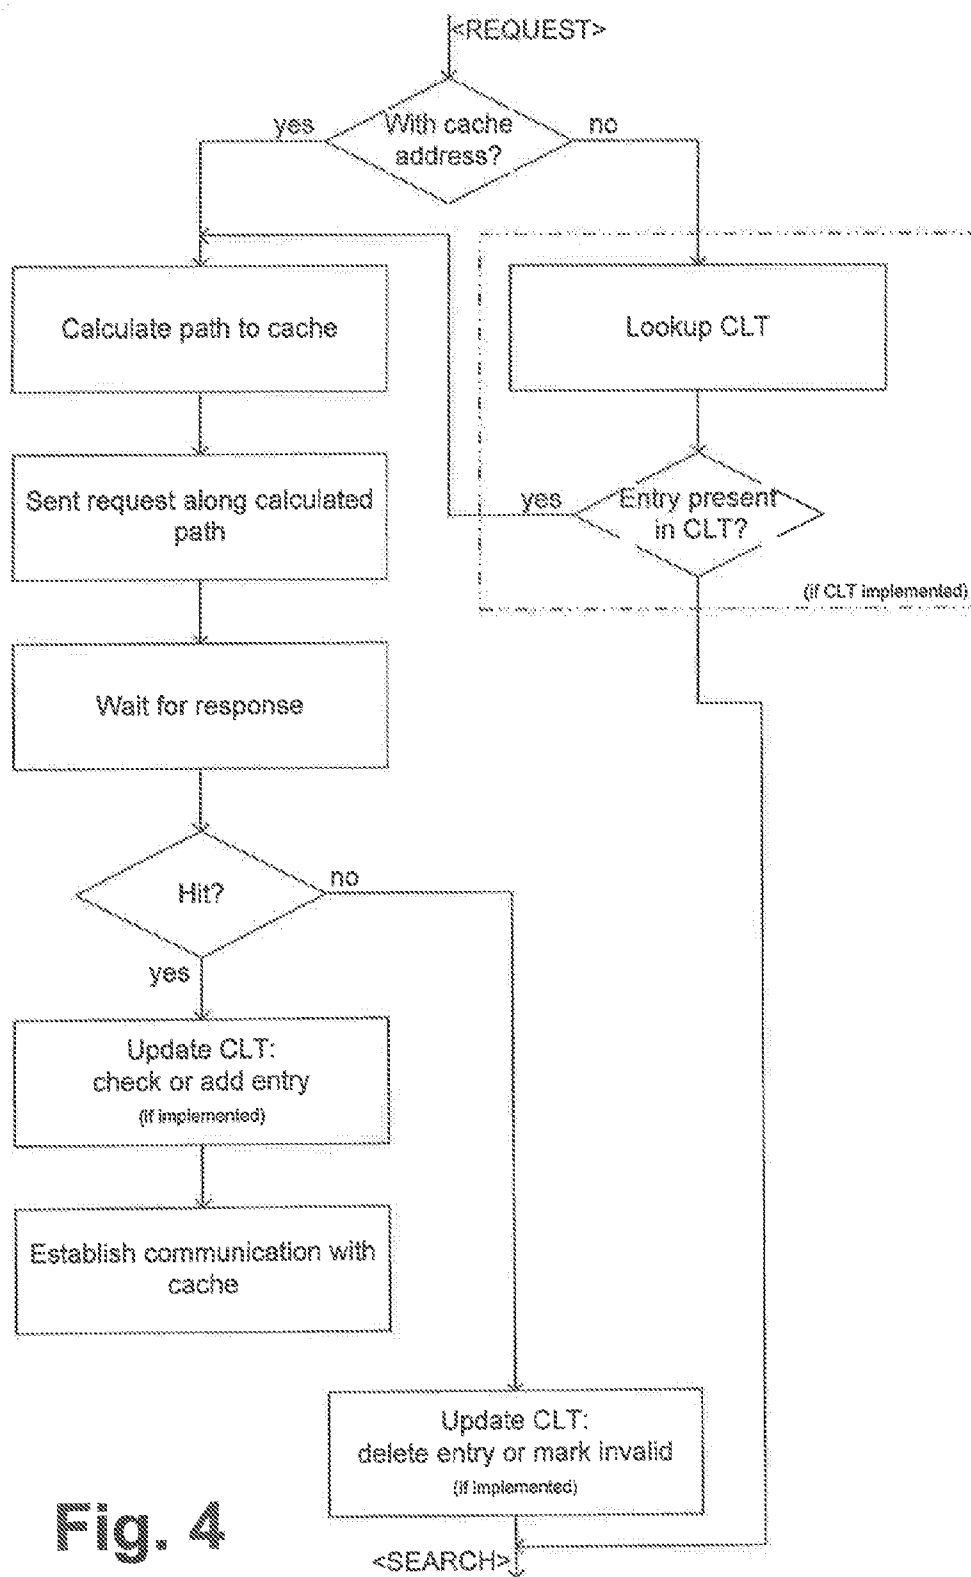 <REQUEST>
With cache
address?
yes
no
Calculate path to cache
Lookup CLT
Sent request along calculated
path
Entry present
in CLT?
yes
(if CLT implemented)
Wait for response
Hit?
no
yes
Update CLT:
check or add entry
(if implemented)
Establish communication with
cache
Update CLT:
delete entry or mark invalid
(if implemented)
Fig. 4
<SEARCH>